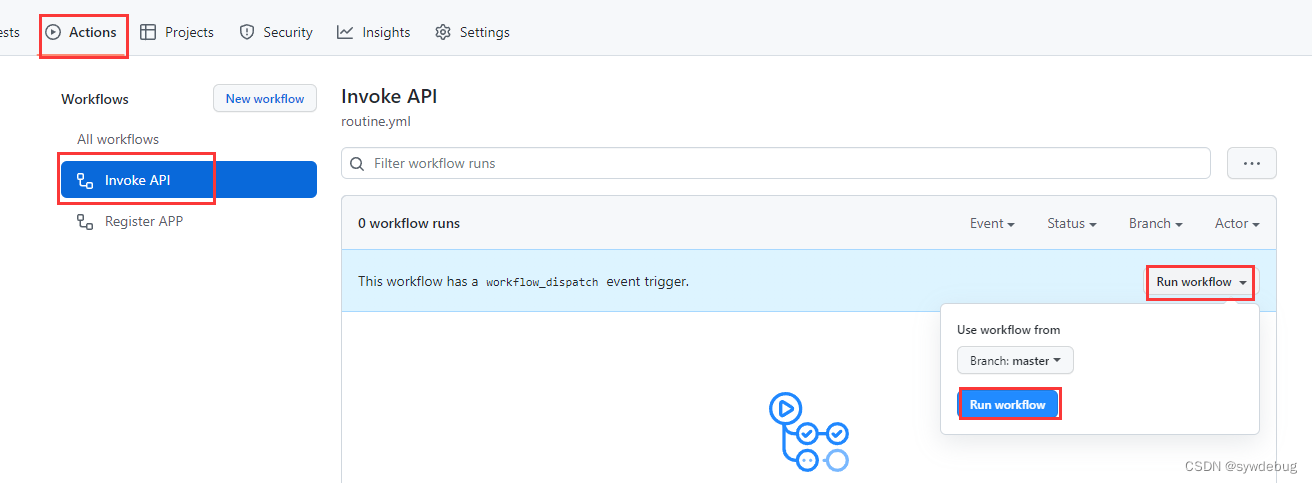 ests Actions Projects Security Insights Settings
Workflows New workflow
All workflows
Invoke API
Register APP
Invoke API
routine.yml
Filter workflow runs
0 workflow runs Event Status Branch Actor
This workflow has a workflow_dispatch event trigger. Run workflow
Use workflow from
Branch: master
Run workflow
CSDN @sywdebug